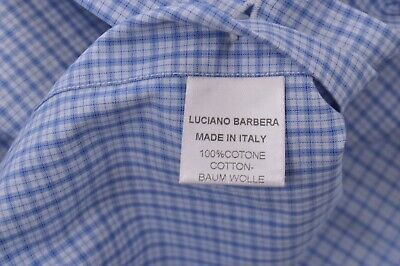 LUCIANO BARBERA
MADE IN ITALY
100%COTONE
COTTON-
BAUM WOLLE